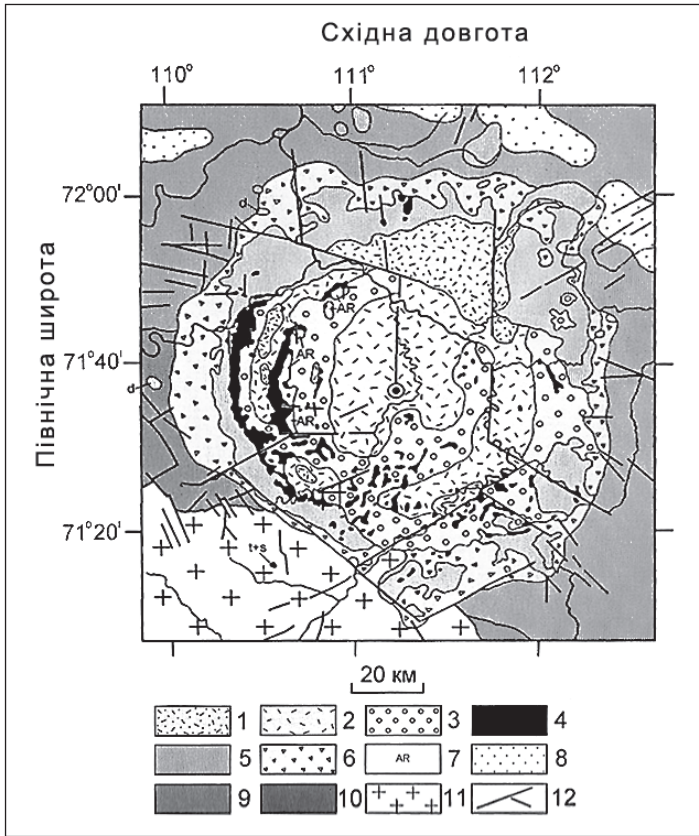 Східна довгота
110° 111° 112°
Північна широта
72°00'
71°40'
71°20'
d
d
AR
AR
AR
t+s
20 км
1 2 3 4
5 6 AR 7 8
9 10 11 12